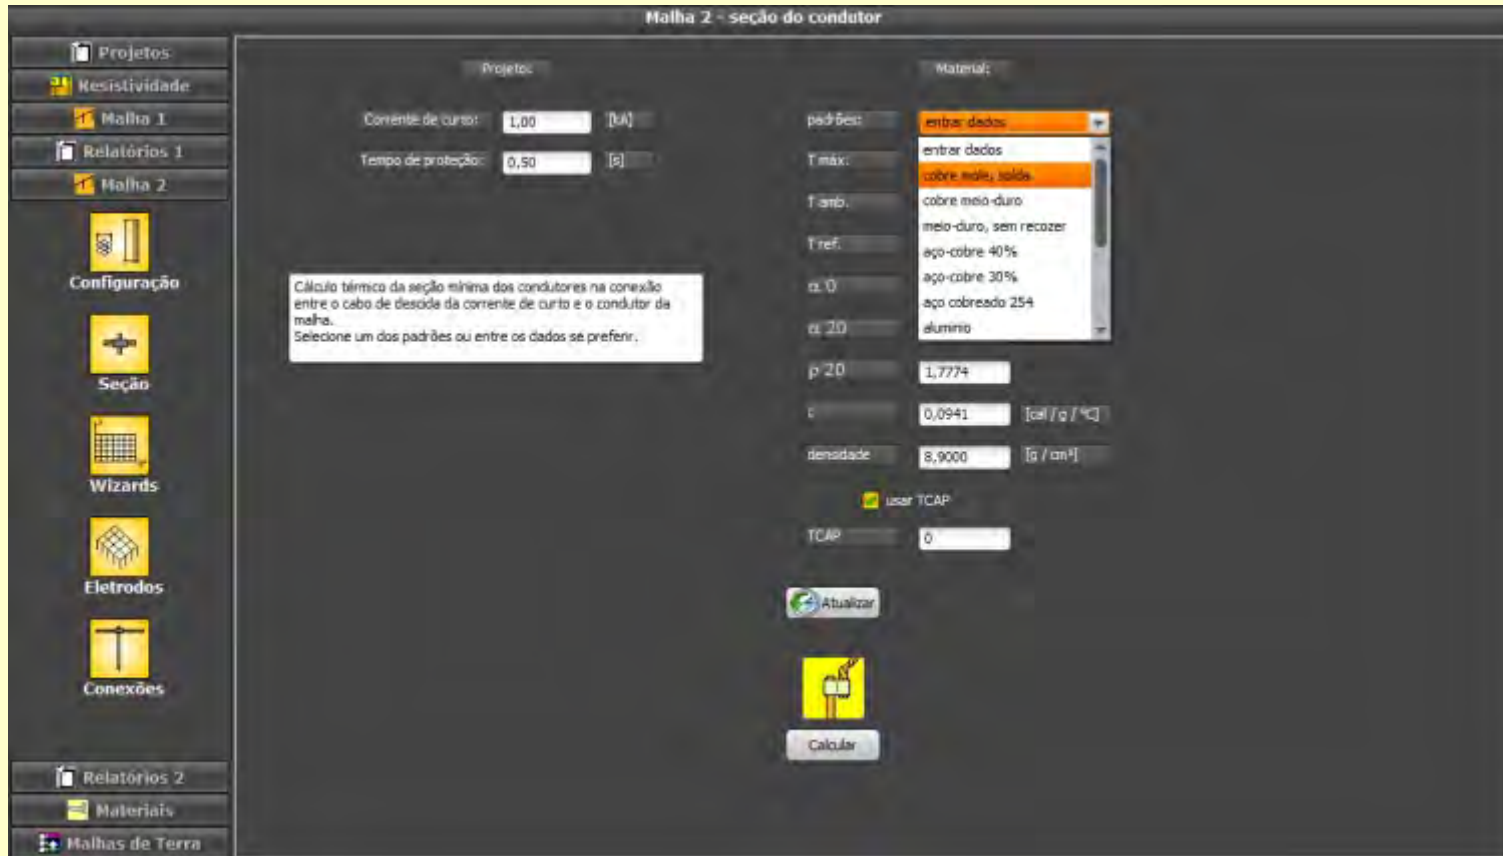 Malha 2 - seção do condutor
Projetos
Resistividade
Malha 1
Relatórios 1
Malha 2
Configuração
Seção
Wizards
Eletrodos
Conexões
Relatórios 2
Materiais
Malhas de Terra
Projeto:
Corrente de curto: 1,00 [kA]
Tempo de proteção: 0,50 [s]
Cálculo térmico da seção mínima dos condutores na conexão
entre o cabo de descida da corrente de curto e o condutor da
malha.
Selecione um dos padrões ou entre os dados se preferir.
Material:
padrões: entrar dados
entrar dados
cobre mole, solda
cobre meio-duro
meio-duro, sem recozer
aço-cobre 40%
aço-cobre 30%
aço cobreado 254
aluminio
T máx.
T amb.
T ref.
α 0
α 20
ρ 20 1,7774
c 0,0941 [cal / g / °C]
densidade 8,9000 [g / cm³]
usar TCAP
TCAP 0
Atualizar
Calcular